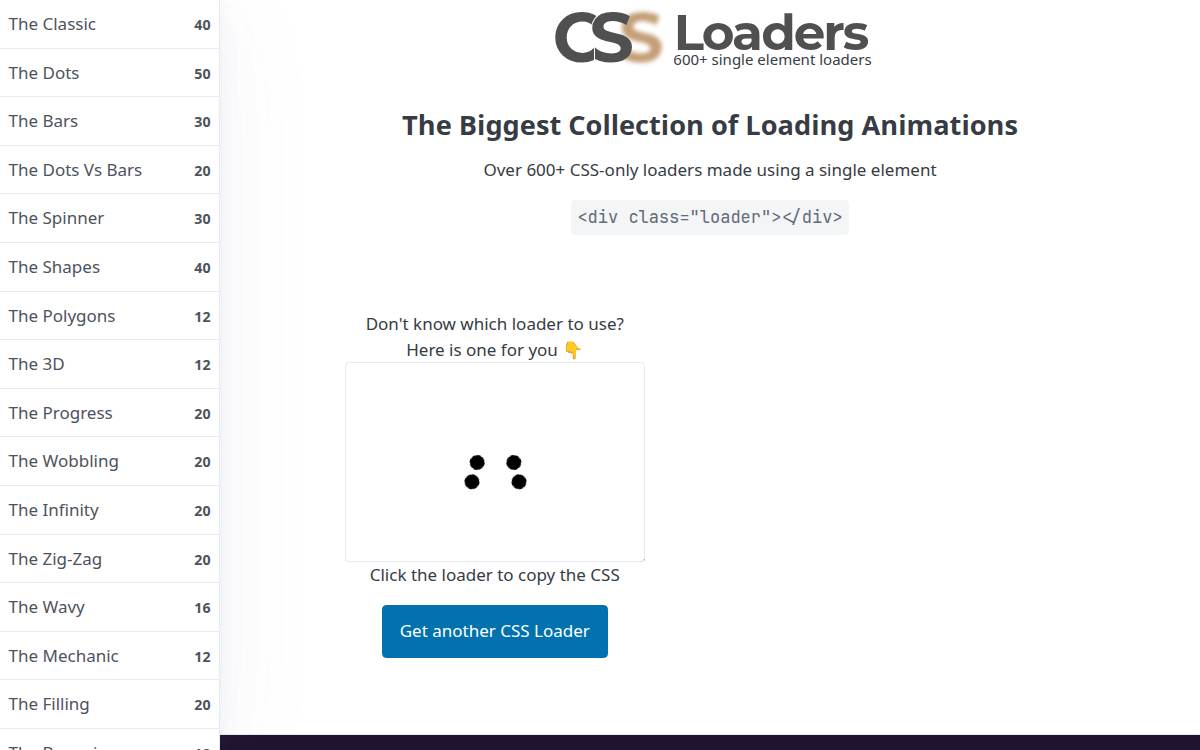 The Classic 40
The Dots 50
The Bars 30
The Dots Vs Bars 20
The Spinner 30
The Shapes 40
The Polygons 12
The 3D 12
The Progress 20
The Wobbling 20
The Infinity 20
The Zig-Zag 20
The Wavy 16
The Mechanic 12
The Filling 20
CSS Loaders
600+ single element loaders
The Biggest Collection of Loading Animations
Over 600+ CSS-only loaders made using a single element
<div class="loader"></div>
Don't know which loader to use?
Here is one for you 👇
Click the loader to copy the CSS
Get another CSS Loader